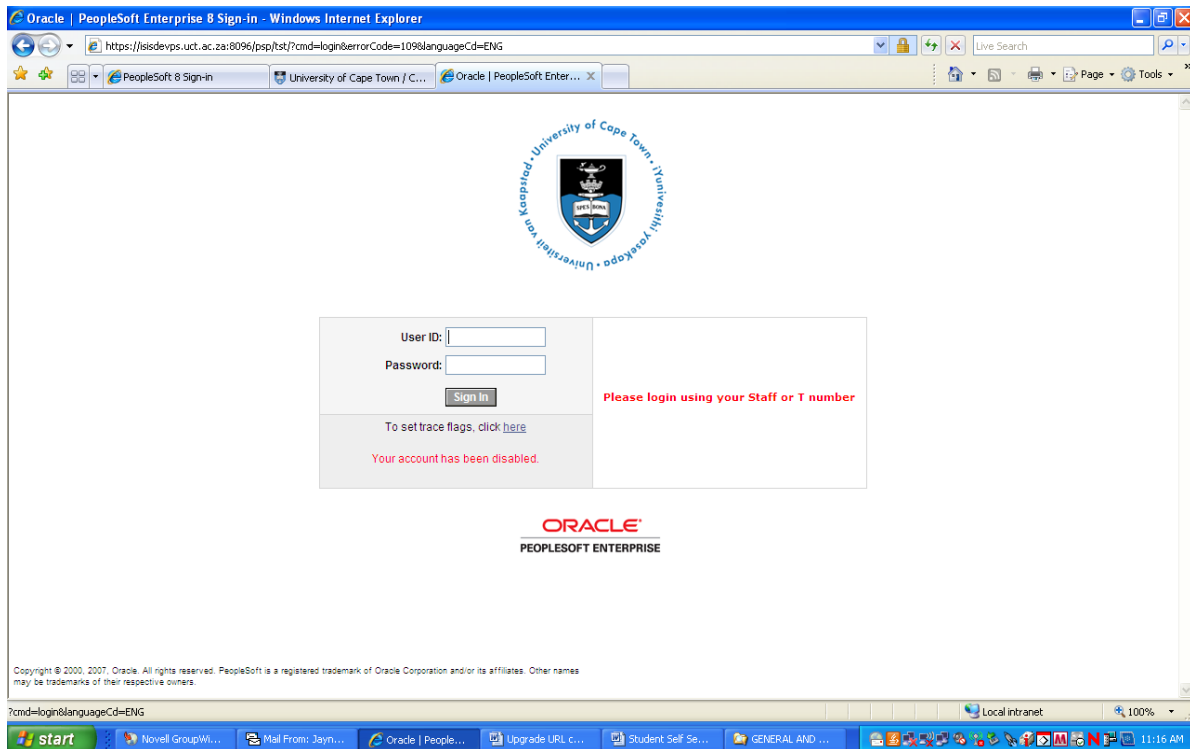 Oracle | PeopleSoft Enterprise 8 Sign-in - Windows Internet Explorer
https://isisdevps.uct.ac.za:8096/psp/tst/?cmd=login&errorCode=109&languageCd=ENG
Live Search
PeopleSoft 8 Sign-in
University of Cape Town / C...
Oracle | PeopleSoft Enter...
Page
Tools
University of Cape Town · iYunivesithi yaseKapa · Universiteit van Kaapstad ·
SPES BONA
User ID:
Password:
Sign In
Please login using your Staff or T number
To set trace flags, click here
Your account has been disabled.
ORACLE
PEOPLESOFT ENTERPRISE
Copyright © 2000, 2007, Oracle. All rights reserved. PeopleSoft is a registered trademark of Oracle Corporation and/or its affiliates. Other names
may be trademarks of their respective owners.
?cmd=login&languageCd=ENG
Local intranet
100%
start
Novell GroupWi...
Mail From: Jayn...
Oracle | People...
Upgrade URL c...
Student Self Se...
GENERAL AND ...
11:16 AM